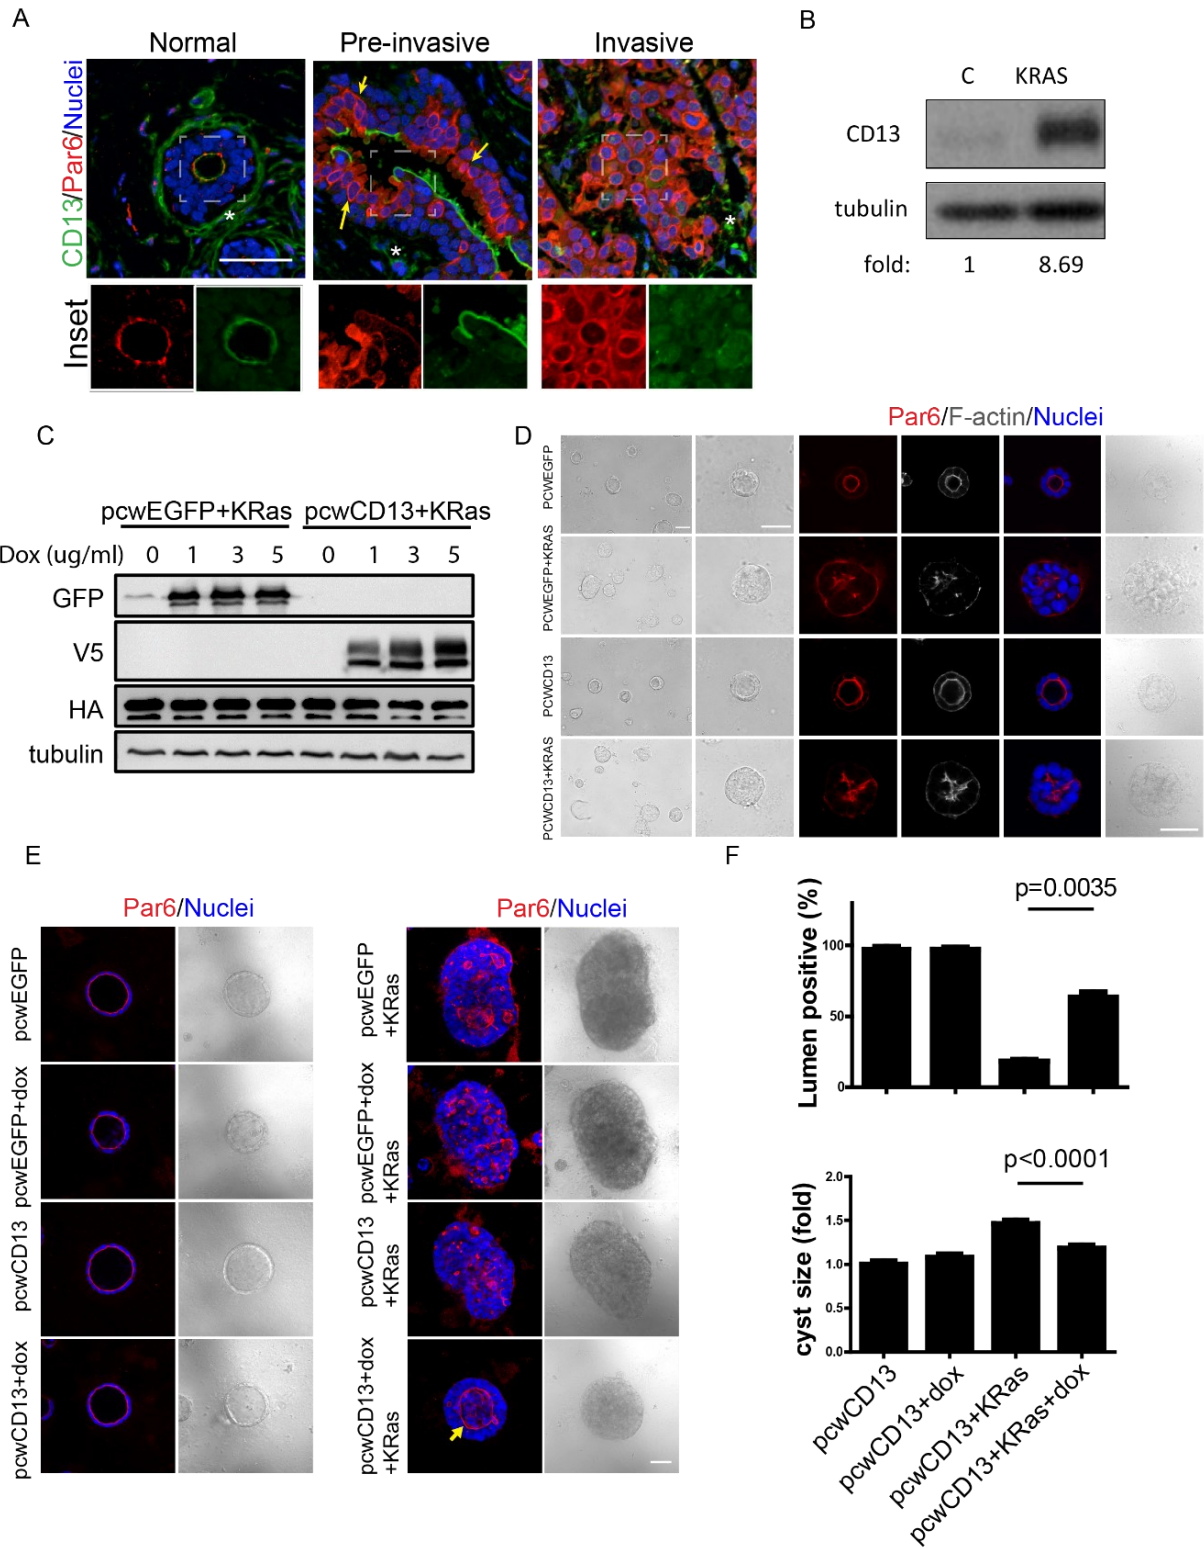 A
Normal
Pre-invasive
Invasive
CD13/Par6/Nuclei
*
*
*
Inset
B
C KRAS
CD13
tubulin
fold: 1 8.69
C
pcwEGFP+KRas pcwCD13+KRas
Dox (ug/ml) 0 1 3 5 0 1 3 5
GFP
V5
HA
tubulin
D
Par6/F-actin/Nuclei
PCWEGFP
PCWEGFP+KRAS
PCWCD13
PCWCD13+KRAS
E
Par6/Nuclei
pcwEGFP
pcwEGFP+dox
pcwCD13
pcwCD13+dox
Par6/Nuclei
pcwEGFP
+KRas
pcwEGFP+dox
+KRas
pcwCD13
+KRas
pcwCD13+dox
+KRas
F
p=0.0035
Lumen positive (%)
100
50
0
p<0.0001
cyst size (fold)
2.0
1.5
1.0
0.5
0.0
pcwCD13
pcwCD13+dox
pcwCD13+KRas
pcwCD13+KRas+dox